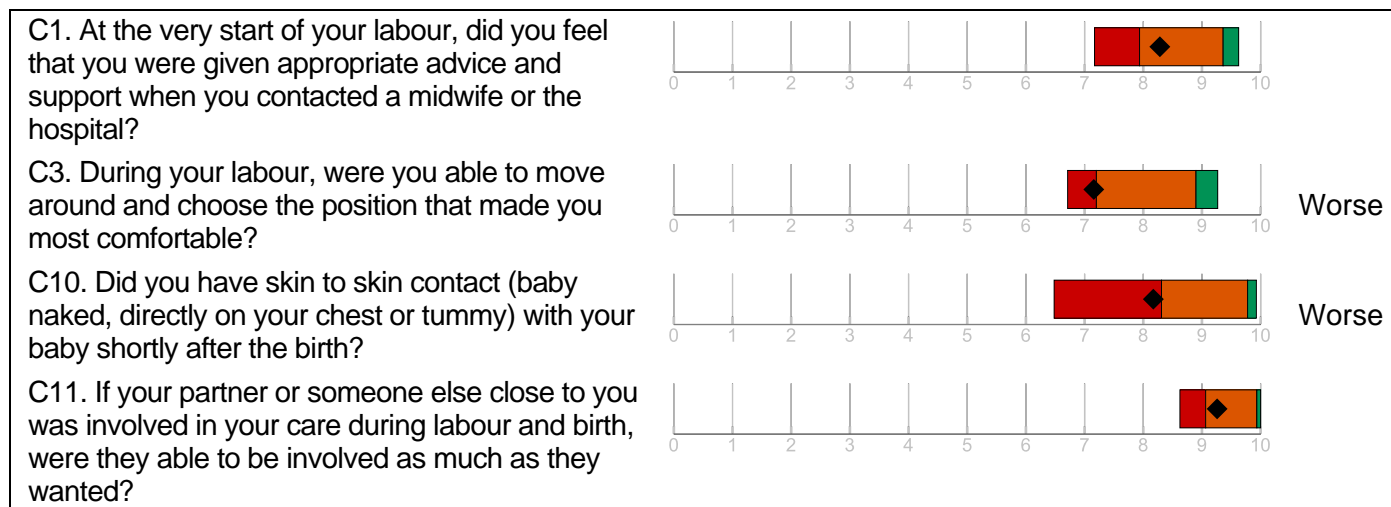 C1. At the very start of your labour, did you feel
that you were given appropriate advice and
support when you contacted a midwife or the
hospital?
0 1 2 3 4 5 6 7 8 9 10
C3. During your labour, were you able to move
around and choose the position that made you
most comfortable?
0 1 2 3 4 5 6 7 8 9 10
Worse
C10. Did you have skin to skin contact (baby
naked, directly on your chest or tummy) with your
baby shortly after the birth?
0 1 2 3 4 5 6 7 8 9 10
Worse
C11. If your partner or someone else close to you
was involved in your care during labour and birth,
were they able to be involved as much as they
wanted?
0 1 2 3 4 5 6 7 8 9 10